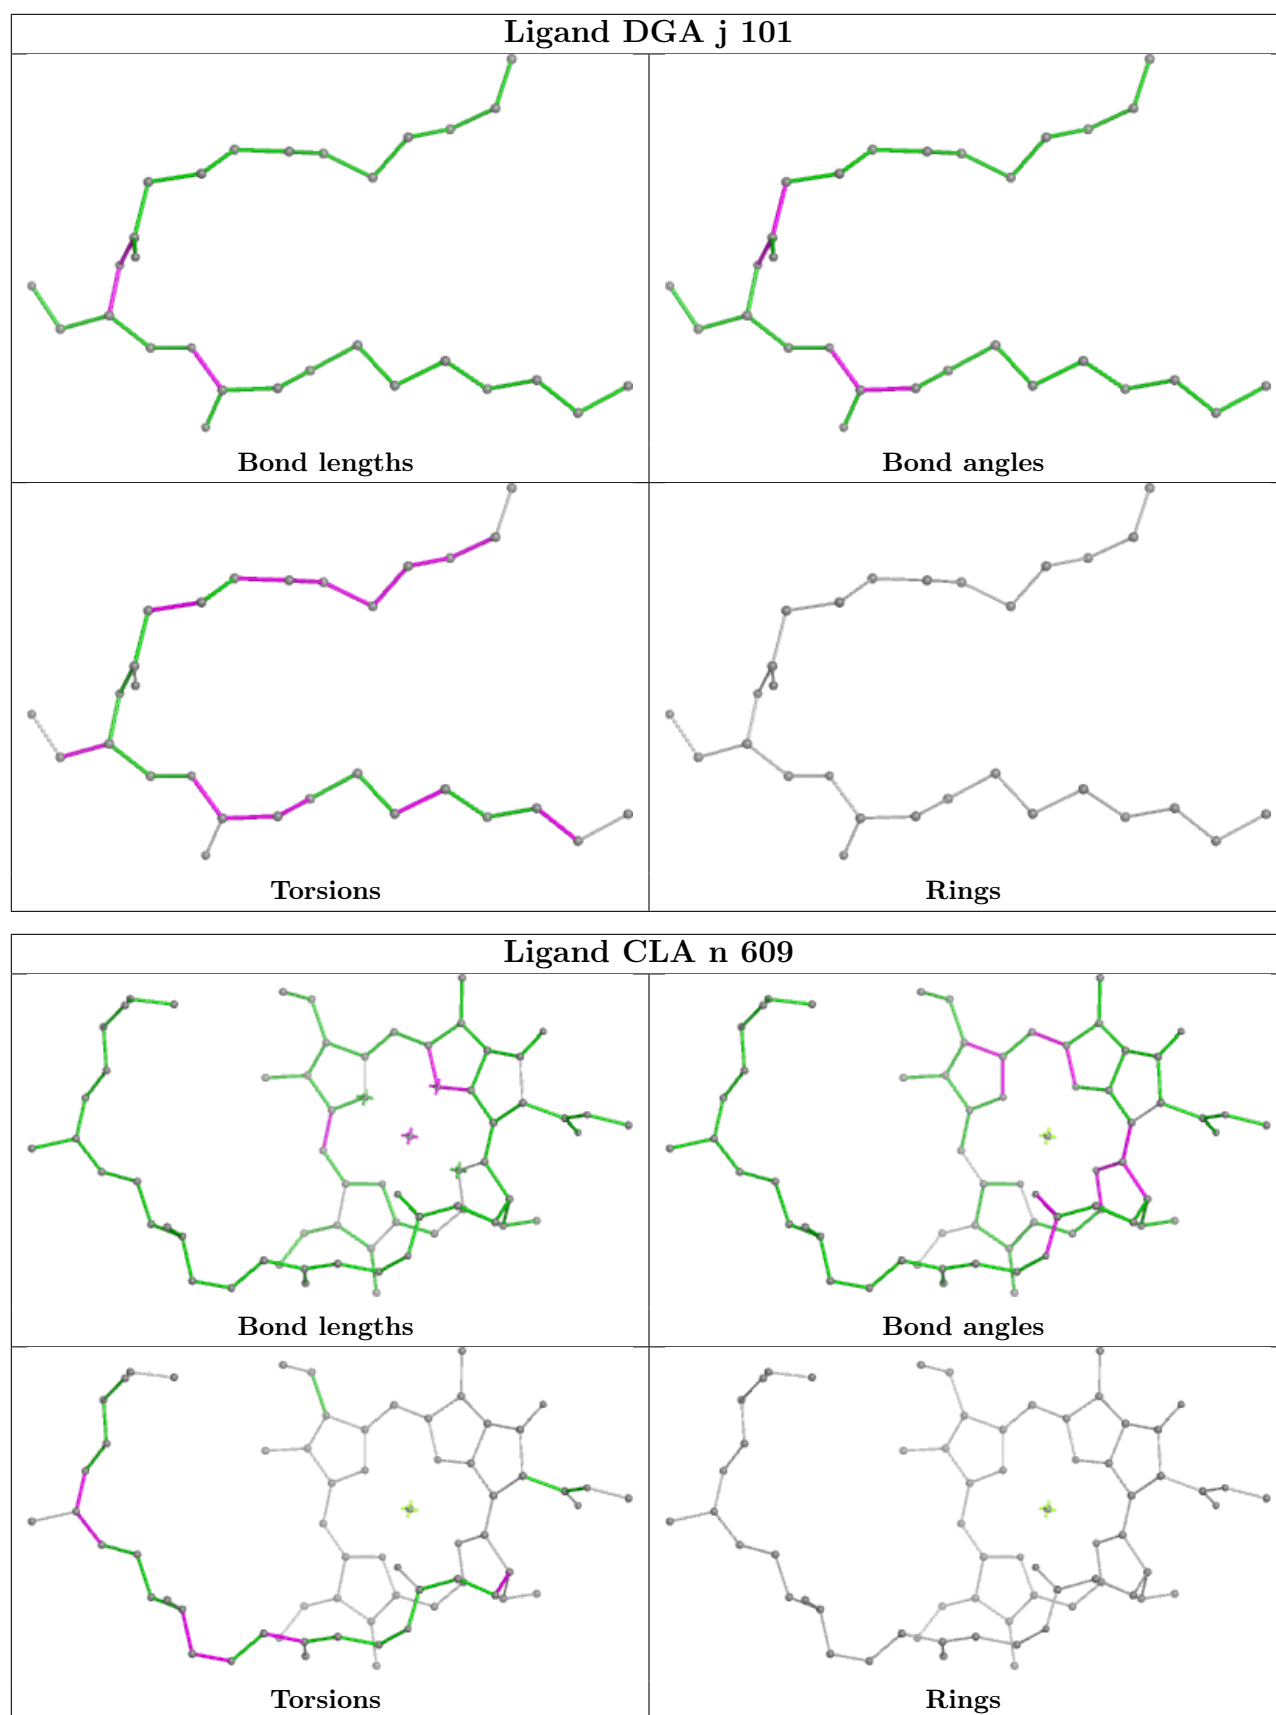 Ligand DGA j 101
Bond lengths
Bond angles
Torsions
Rings
Ligand CLA n 609
Bond lengths
Bond angles
Torsions
Rings